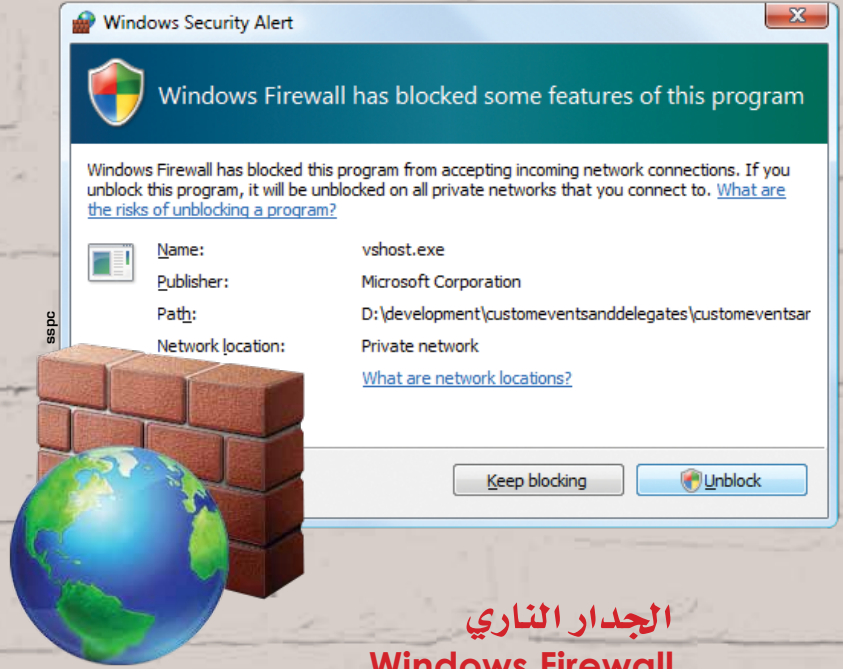 Windows Security Alert
Windows Firewall has blocked some features of this program
Windows Firewall has blocked this program from accepting incoming network connections. If you
unblock this program, it will be unblocked on all private networks that you connect to. What are
the risks of unblocking a program?
Name: vshost.exe
Publisher: Microsoft Corporation
Path: D:\development\customeventsanddelegates\customeventsar
Network location: Private network
What are network locations?
Keep blocking Unblock
sspc
الجدار الناري
Windows Firewall